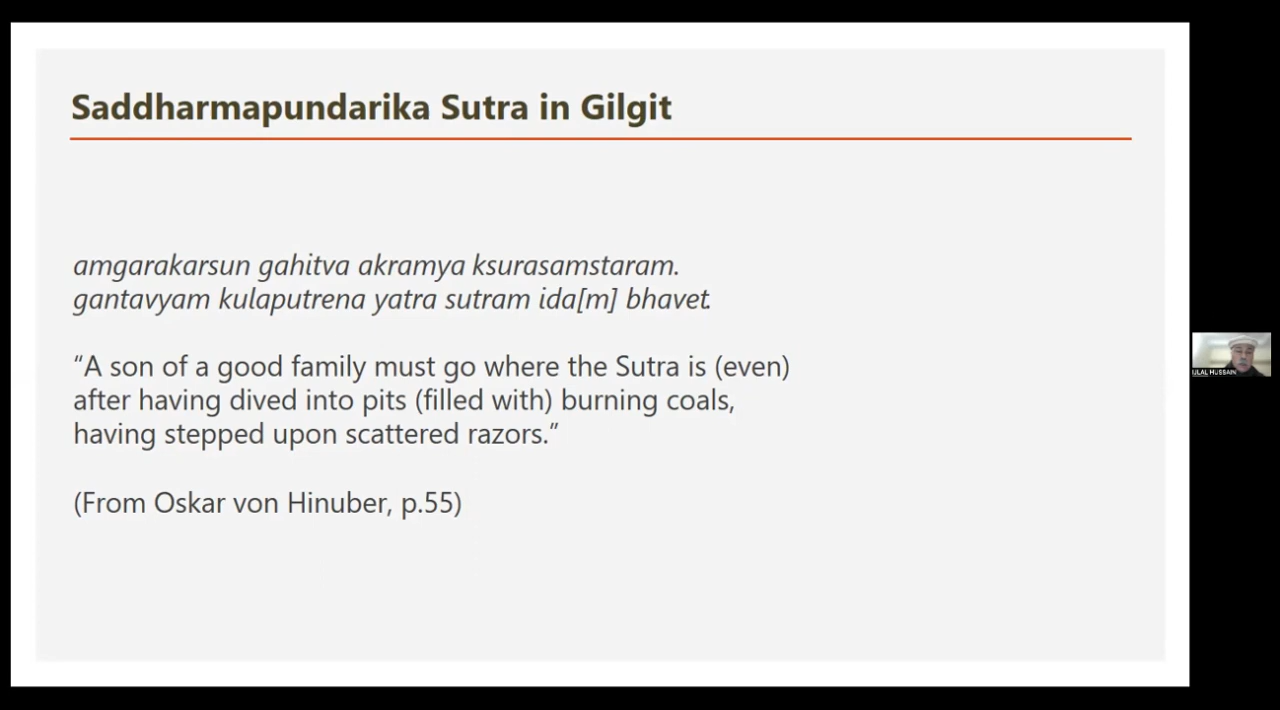 Saddharmapundarika Sutra in Gilgit
amgarakarsun gahitva akramya ksurasamstaram.
gantavyam kulaputrena yatra sutram ida[m] bhavet.
“A son of a good family must go where the Sutra is (even)
after having dived into pits (filled with) burning coals,
having stepped upon scattered razors.”
(From Oskar von Hinuber, p.55)
HUSSAIN